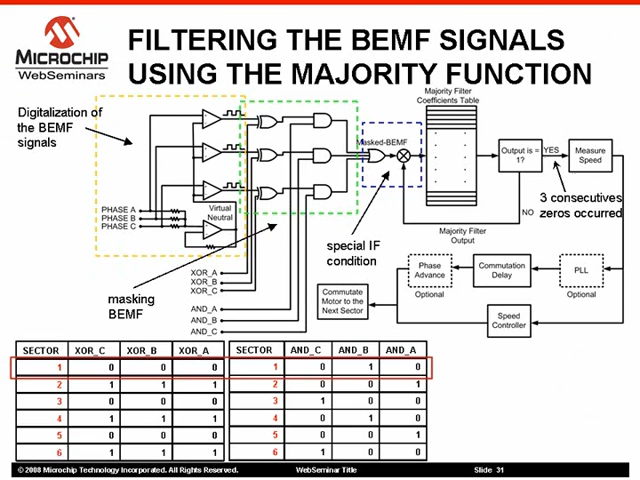 MICROCHIP
WebSeminars
FILTERING THE BEMF SIGNALS
USING THE MAJORITY FUNCTION
Digitalization of
the BEMF
signals
PHASE A
PHASE B
PHASE C
Virtual
Neutral
XOR_A
XOR_B
XOR_C
AND_A
AND_B
AND_C
masking
BEMF
Masked-BEMF
special IF
condition
Majority Filter
Coefficients Table
Output is =
1?
YES
NO
Measure
Speed
3 consecutives
zeros occurred
Majority Filter
Output
Phase
Advance
Optional
Commutation
Delay
PLL
Optional
Commutate
Motor to the
Next Sector
Speed
Controller
SECTOR XOR_C XOR_B XOR_A
1 0 0 0
2 1 1 1
3 0 0 0
4 1 1 1
5 0 0 0
6 1 1 1
SECTOR AND_C AND_B AND_A
1 0 1 0
2 0 0 1
3 1 0 0
4 0 1 0
5 0 0 1
6 1 0 0
© 2008 Microchip Technology Incorporated. All Rights Reserved. WebSeminar Title Slide 31